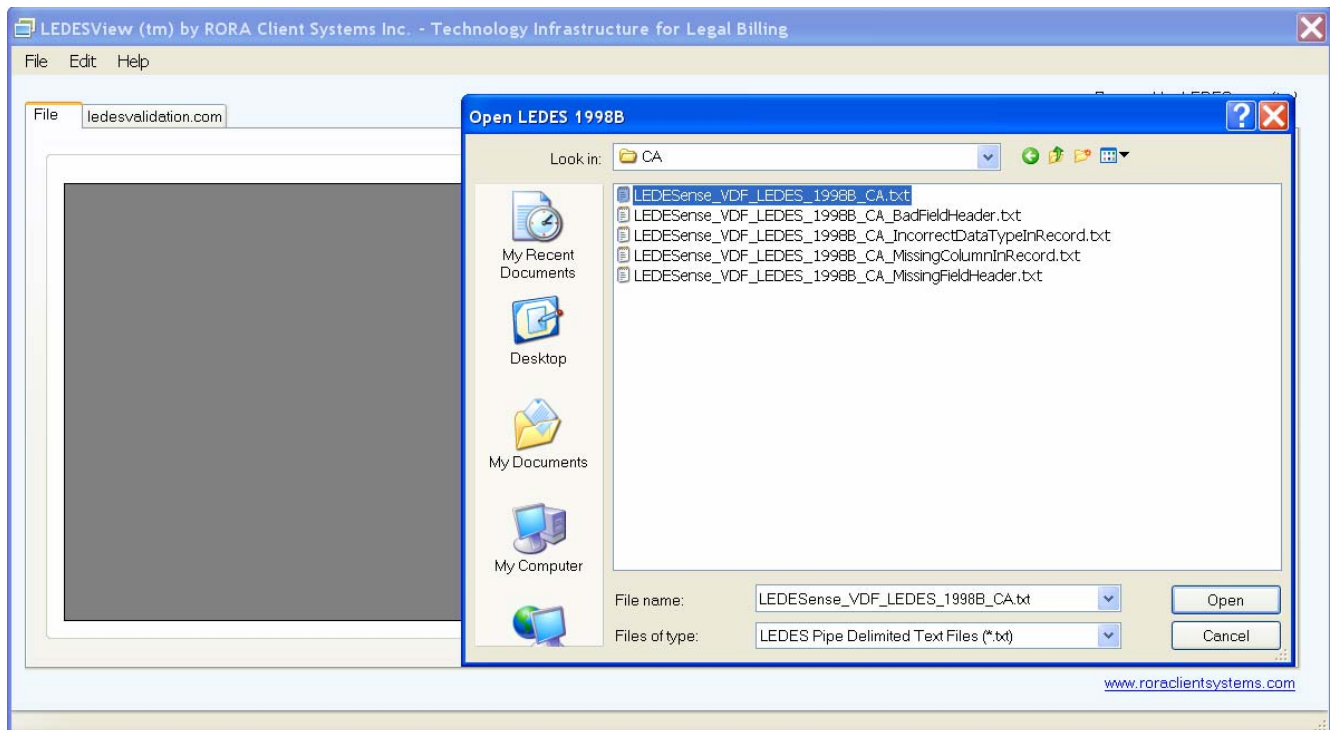 LEDESView (tm) by RORA Client Systems Inc. - Technology Infrastructure for Legal Billing
File Edit Help
File ledesvalidation.com
Open LEDES 1998B
Look in: CA
LEDESense_VDF_LEDES_1998B_CA.txt
LEDESense_VDF_LEDES_1998B_CA_BadFieldHeader.txt
LEDESense_VDF_LEDES_1998B_CA_IncorrectDataTypeInRecord.txt
LEDESense_VDF_LEDES_1998B_CA_MissingColumnInRecord.txt
LEDESense_VDF_LEDES_1998B_CA_MissingFieldHeader.txt
My Recent
Documents
Desktop
My Documents
My Computer
File name: LEDESense_VDF_LEDES_1998B_CA.txt Open
Files of type: LEDES Pipe Delimited Text Files (*.txt) Cancel
www.roraclientsystems.com